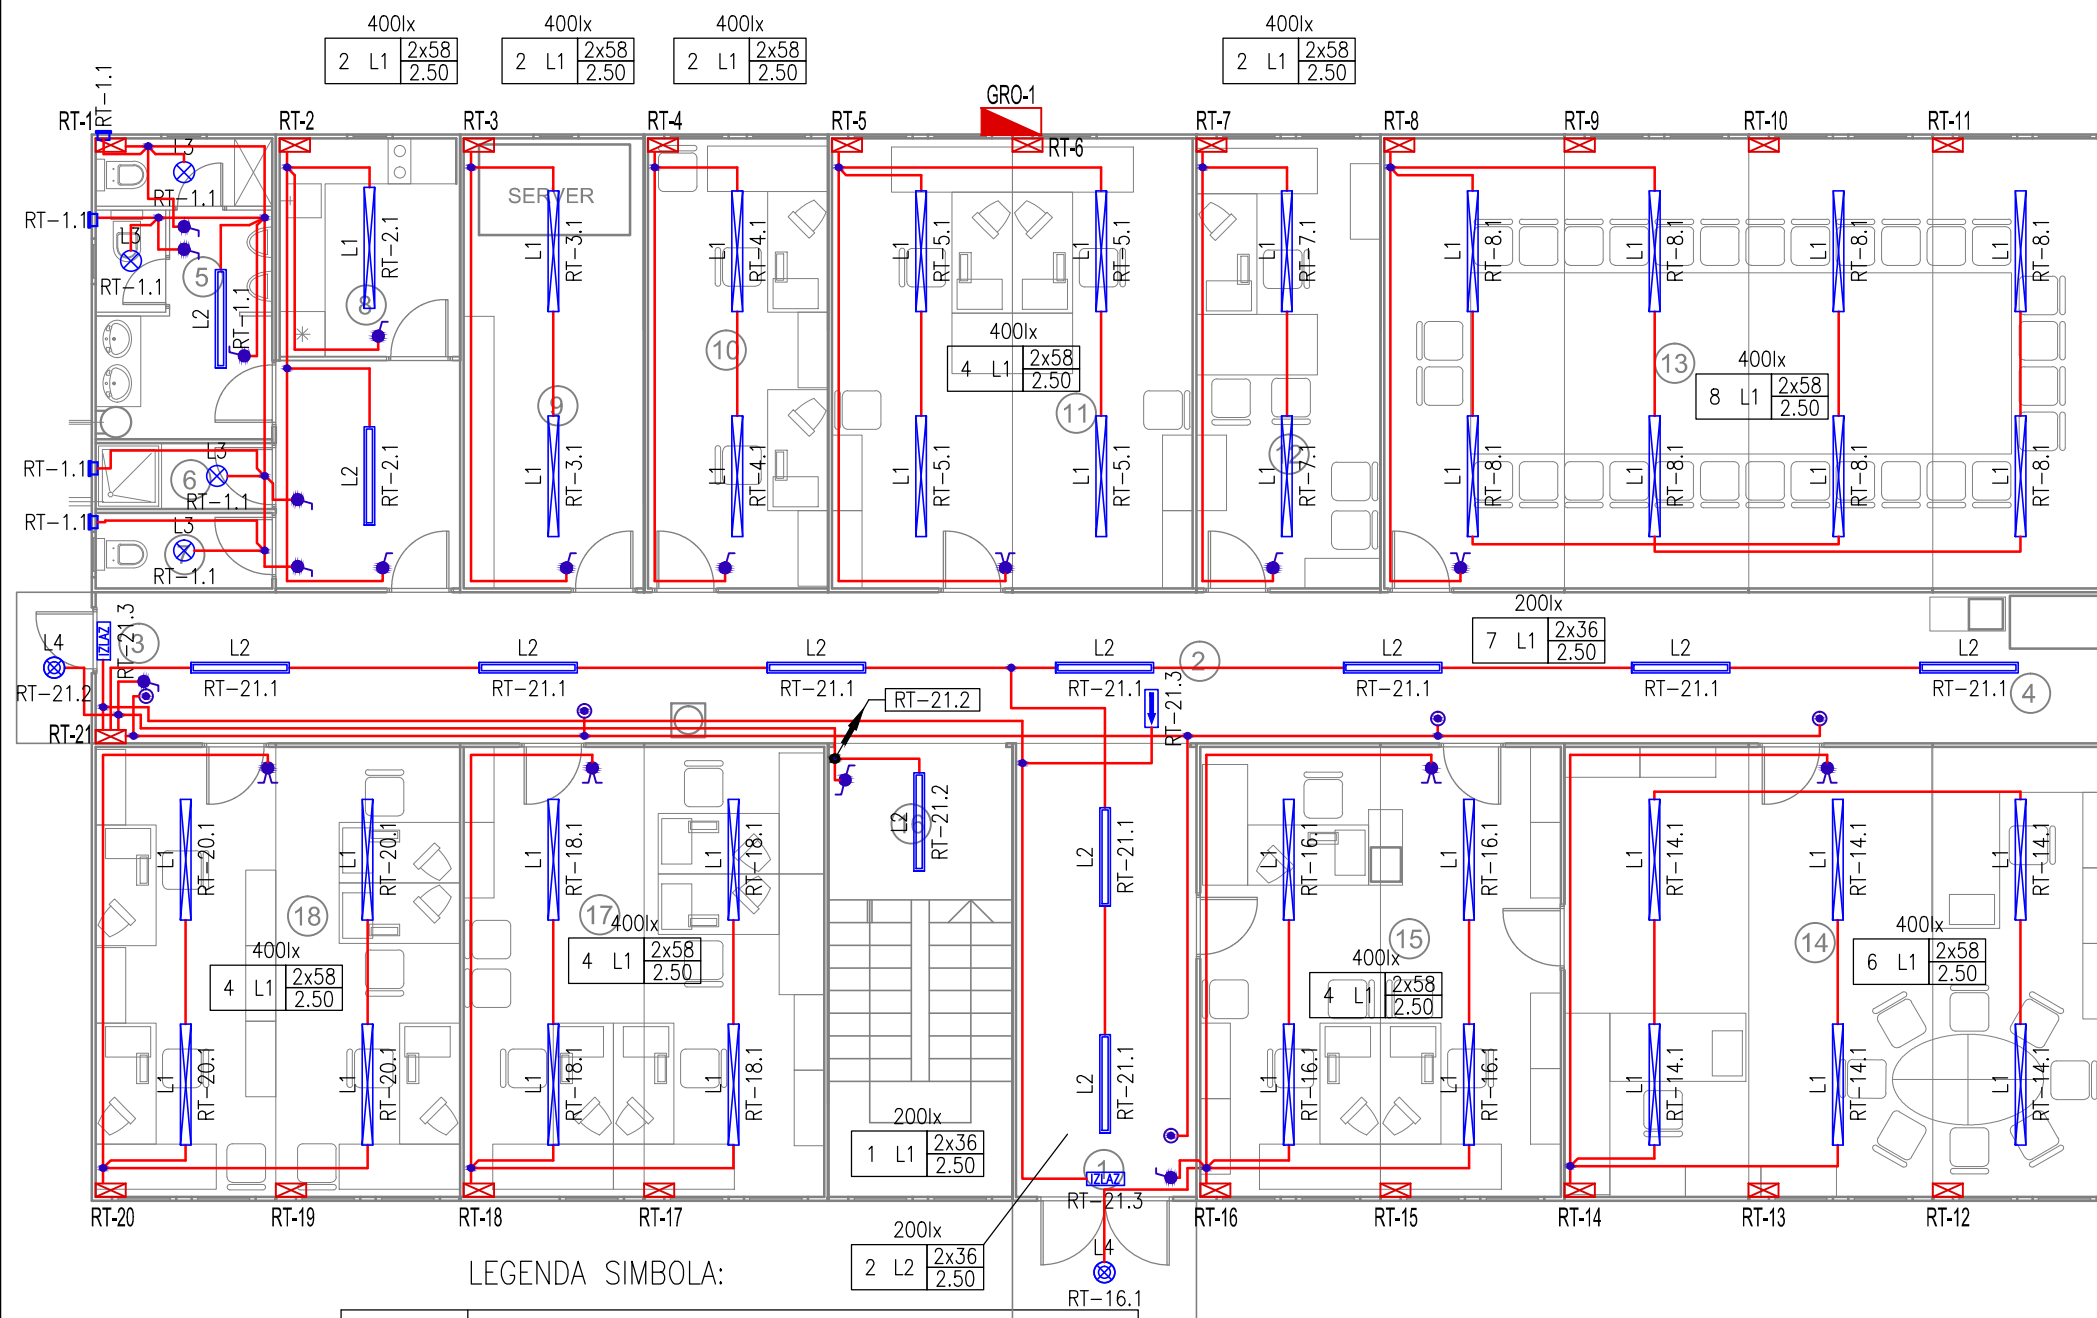 400lx
2 L1 2x58
2.50
400lx
2 L1 2x58
2.50
400lx
2 L1 2x58
2.50
400lx
2 L1 2x58
2.50
RT-1.1
GRO-1
RT-1
RT-2
RT-3
RT-4
RT-5
RT-6
RT-7
RT-8
RT-9
RT-10
RT-11
L3
RT-1.1
RT-1.1
L3
RT-1.1
5
L2
RT-1.1
L1
RT-2.1
8
SERVER
L1
RT-3.1
L1
RT-4.1
L1
RT-5.1
L1
RT-5.1
L1
RT-7.1
L1
RT-8.1
L1
RT-8.1
L1
RT-8.1
L1
RT-8.1
9
10
400lx
4 L1 2x58
2.50
11
12
13
400lx
8 L1 2x58
2.50
RT-1.1
6
L3
RT-1.1
RT-1.1
L3
7
RT-1.1
L2
RT-2.1
L1
RT-3.1
L1
RT-4.1
L1
RT-5.1
L1
RT-5.1
L1
RT-7.1
L1
RT-8.1
L1
RT-8.1
L1
RT-8.1
L1
RT-8.1
200lx
7 L1 2x36
2.50
L4
RT-21.2
IZLAZ
RT-21.3
3
L2
RT-21.1
L2
RT-21.1
L2
RT-21.1
L2
RT-21.1
2
L2
RT-21.1
L2
RT-21.1
L2
RT-21.1
4
RT-21.2
RT-21.3
RT-21
L1
RT-20.1
L1
RT-20.1
L1
RT-18.1
L1
RT-18.1
L2
RT-21.2
L2
RT-21.1
L1
RT-16.1
L1
RT-16.1
L1
RT-14.1
L1
RT-14.1
L1
RT-14.1
18
400lx
4 L1 2x58
2.50
17
400lx
4 L1 2x58
2.50
15
400lx
4 L1 2x58
2.50
14
400lx
6 L1 2x58
2.50
L1
RT-20.1
L1
RT-20.1
L1
RT-18.1
L1
RT-18.1
L2
RT-21.1
L1
RT-16.1
L1
RT-16.1
L1
RT-14.1
L1
RT-14.1
L1
RT-14.1
200lx
1 L1 2x36
2.50
1
IZLAZ
RT-21.3
RT-20
RT-19
RT-18
RT-17
RT-16
RT-15
RT-14
RT-13
RT-12
200lx
2 L2 2x36
2.50
L4
RT-16.1
LEGENDA SIMBOLA: